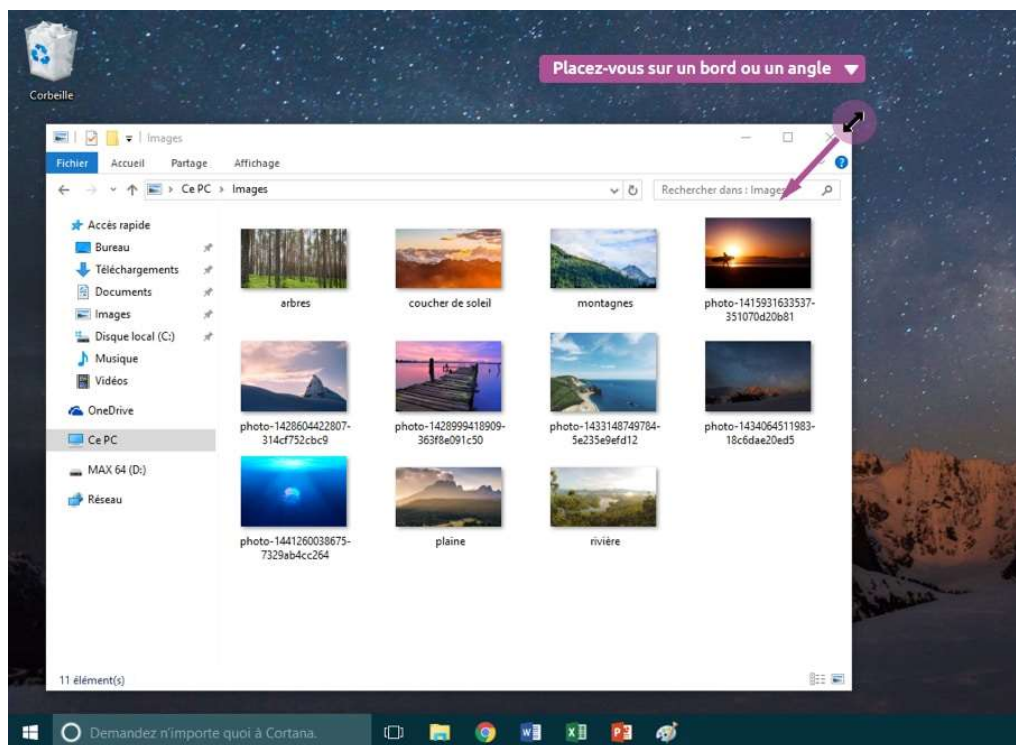 Corbeille
Placez-vous sur un bord ou un angle
Images
Fichier Accueil Partage Affichage
Ce PC Images
Rechercher dans : Images
Accès rapide
Bureau
Téléchargements
Documents
Images
Disque local (C:)
Musique
Vidéos
OneDrive
Ce PC
MAX 64 (D:)
Réseau
arbres
coucher de soleil
montagnes
photo-1415931633537-
351070d20b81
photo-1428604422807-
314cf752cbc9
photo-1428999418909-
363f8e091c50
photo-1433148749784-
5e235e9efd12
photo-1434064511983-
18c6dae20ed5
photo-1441260038675-
7329ab4cc264
plaine
rivière
11 élément(s)
Demandez n'importe quoi à Cortana.